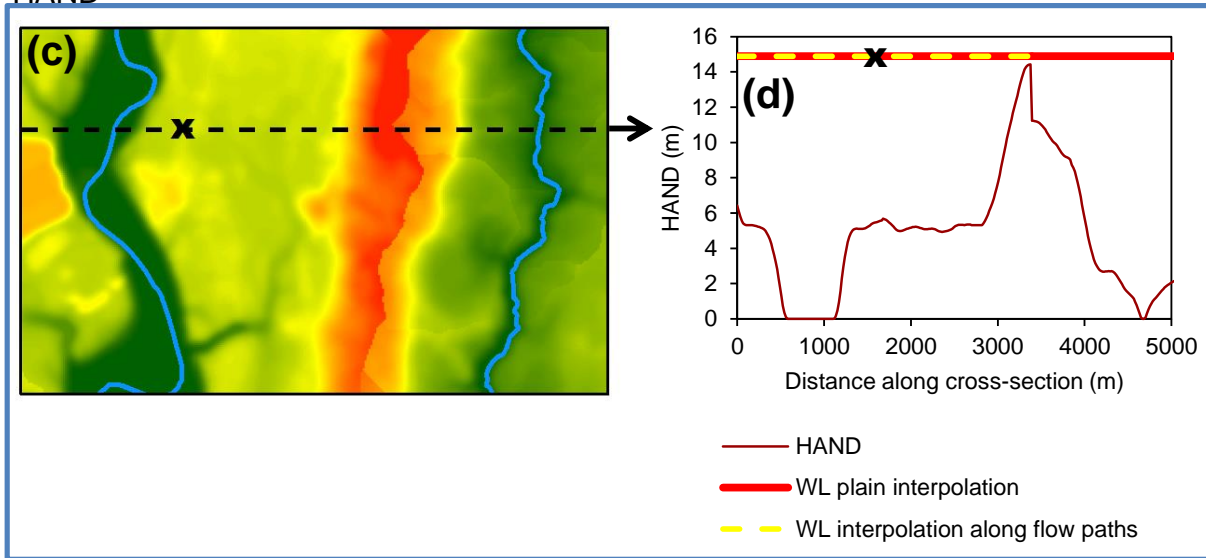 HAND
(c)
x
(d)
x
16
14
12
10
8
6
4
2
0
HAND (m)
0 1000 2000 3000 4000 5000
Distance along cross-section (m)
HAND
WL plain interpolation
WL interpolation along flow paths